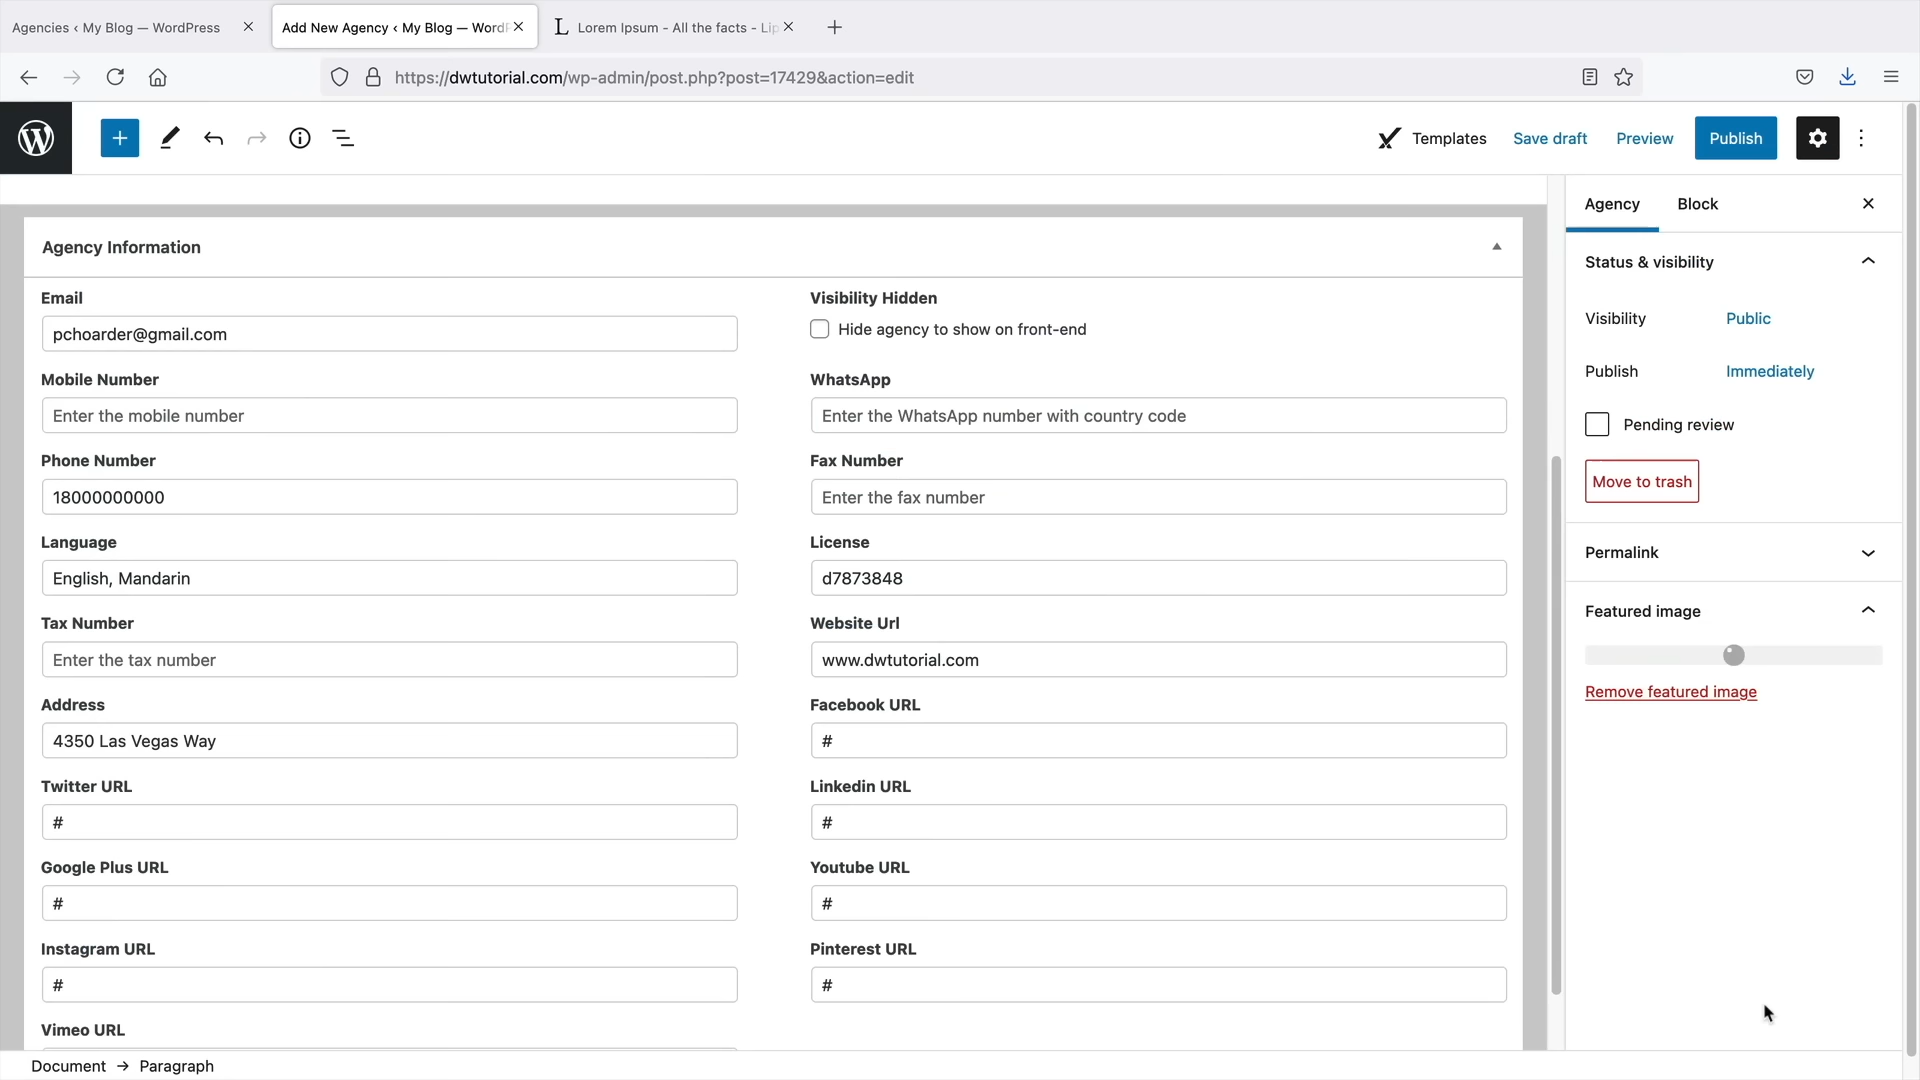 Agencies ‹ My Blog — WordPress
Add New Agency ‹ My Blog — Word
Lorem Ipsum - All the facts - Lip
https://dwtutorial.com/wp-admin/post.php?post=17429&action=edit
Templates
Save draft
Preview
Publish
Agency
Block
Agency Information
Status & visibility
Email
Visibility Hidden
pchoarder@gmail.com
Hide agency to show on front-end
Visibility
Public
Mobile Number
WhatsApp
Publish
Immediately
Enter the mobile number
Enter the WhatsApp number with country code
Pending review
Phone Number
Fax Number
Move to trash
18000000000
Enter the fax number
Language
License
Permalink
English, Mandarin
d7873848
Tax Number
Website Url
Featured image
Enter the tax number
www.dwtutorial.com
Remove featured image
Address
Facebook URL
4350 Las Vegas Way
#
Twitter URL
Linkedin URL
#
#
Google Plus URL
Youtube URL
#
#
Instagram URL
Pinterest URL
#
#
Vimeo URL
Document → Paragraph